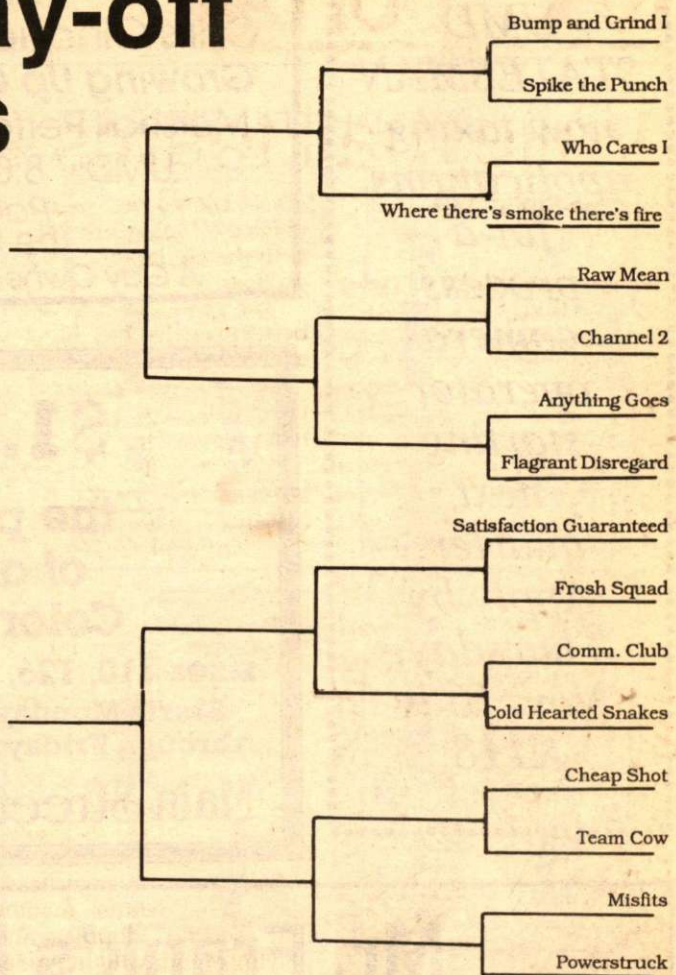 ay-off
s
Bump and Grind I
Spike the Punch
Who Cares I
Where there's smoke there's fire
Raw Mean
Channel 2
Anything Goes
Flagrant Disregard
Satisfaction Guaranteed
Frosh Squad
Comm. Club
Cold Hearted Snakes
Cheap Shot
Team Cow
Misfits
Powerstruck